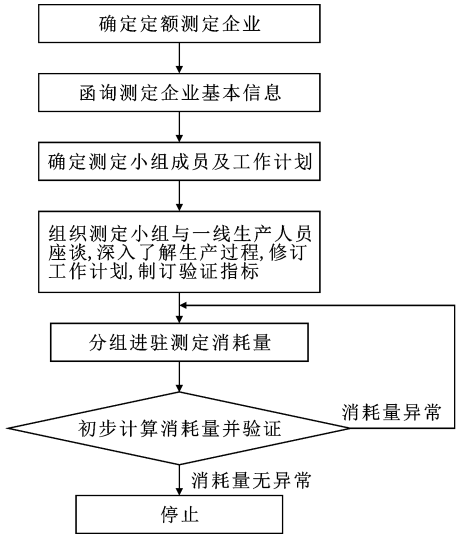 确定定额测定企业
函询测定企业基本信息
确定测定小组成员及工作计划
组织测定小组与一线生产人员
座谈,深入了解生产过程,修订
工作计划,制订验证指标
分组进驻测定消耗量
消耗量异常
初步计算消耗量并验证
消耗量无异常
停止